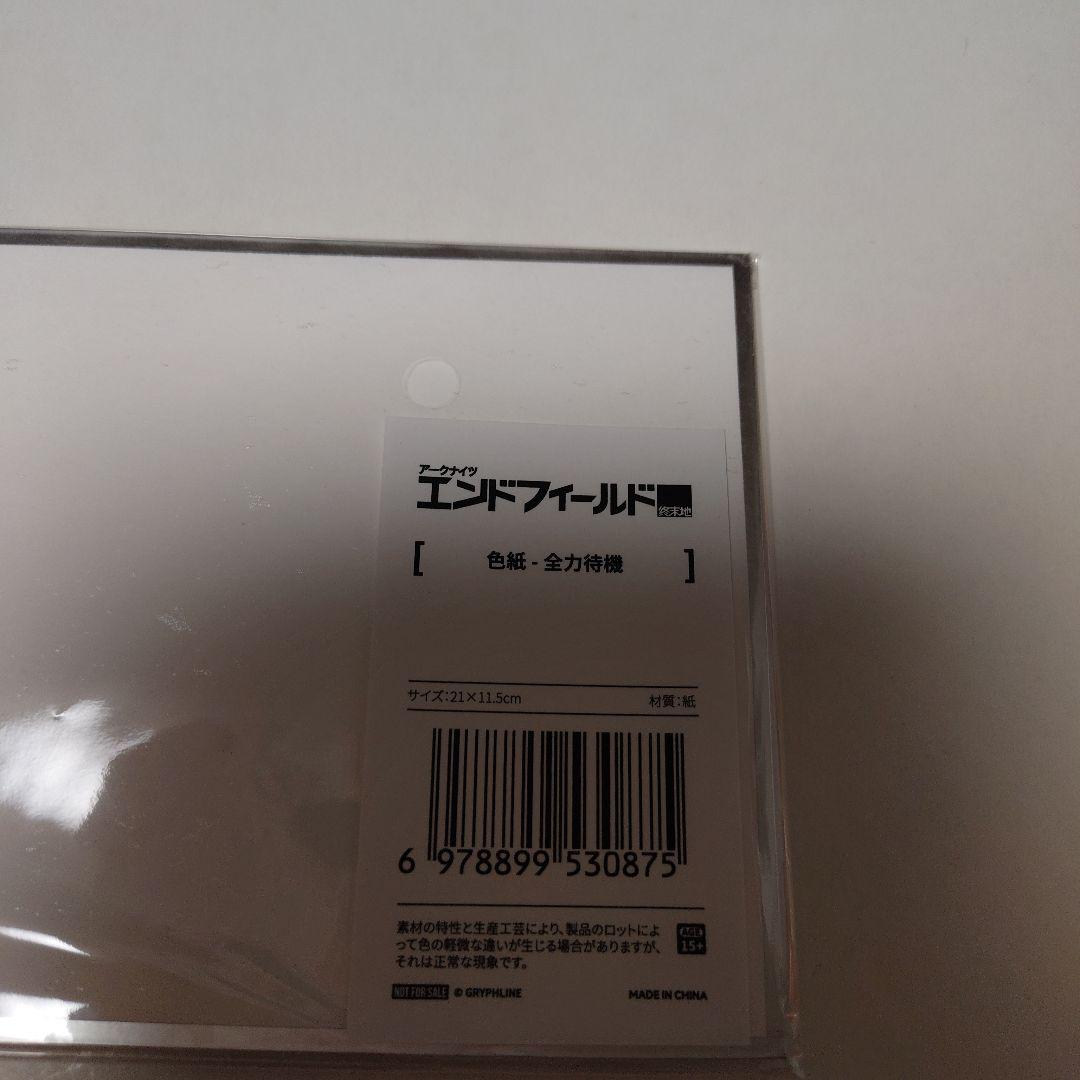 アークナイツ
エンドフィールド
終末地
[ 色紙 - 全力待機 ]
サイズ:21×11.5cm 材質:紙
6 978899 530875
素材の特性と生産工芸により、製品のロットによ
って色の軽微な違いが生じる場合がありますが、
それは正常な現象です。
AGE
15+
NOT FOR SALE © GRYPHLINE MADE IN CHINA